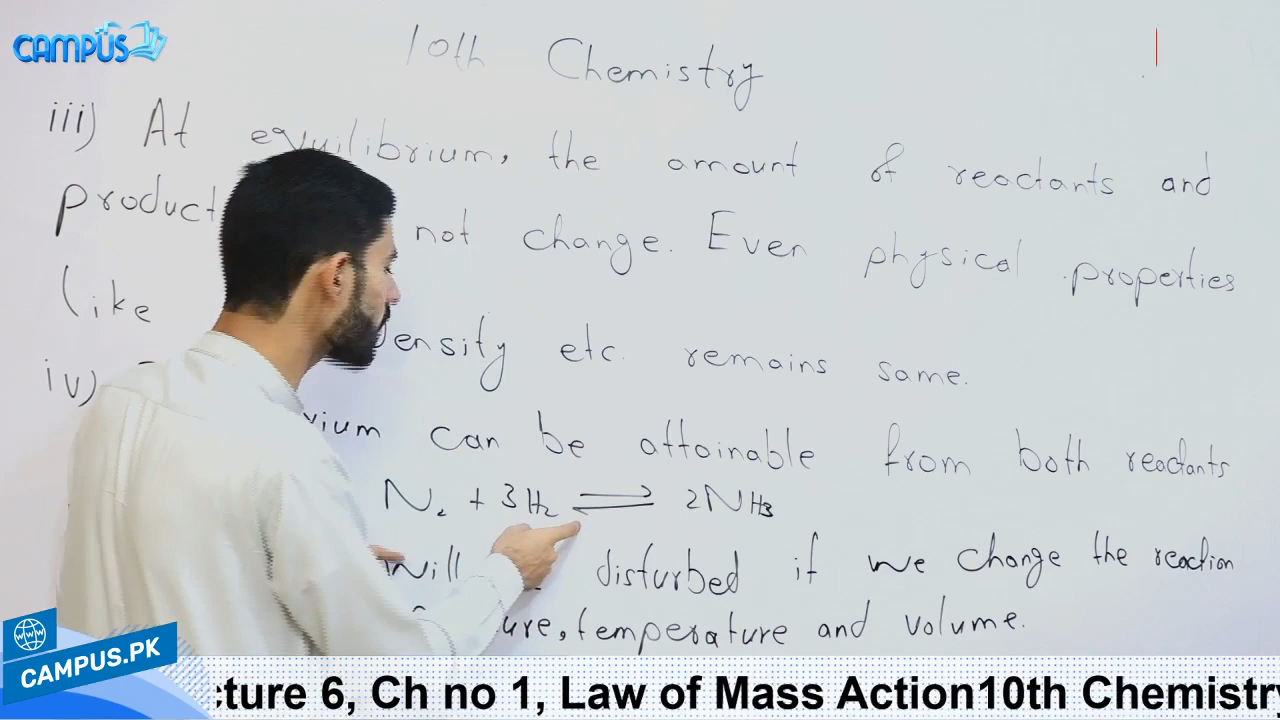 CAMPUS
10th Chemistry
iii) At equilibrium, the amount of reactants and
product not change. Even physical properties
(like density etc. remains same.
iv)
rium can be attainable from both reactants
N2 + 3H2 ⇌ 2NH3
will disturbed if we change the reaction
ure, temperature and volume.
WWW
CAMPUS.PK
cture 6, Ch no 1, Law of Mass Action10th Chemistry